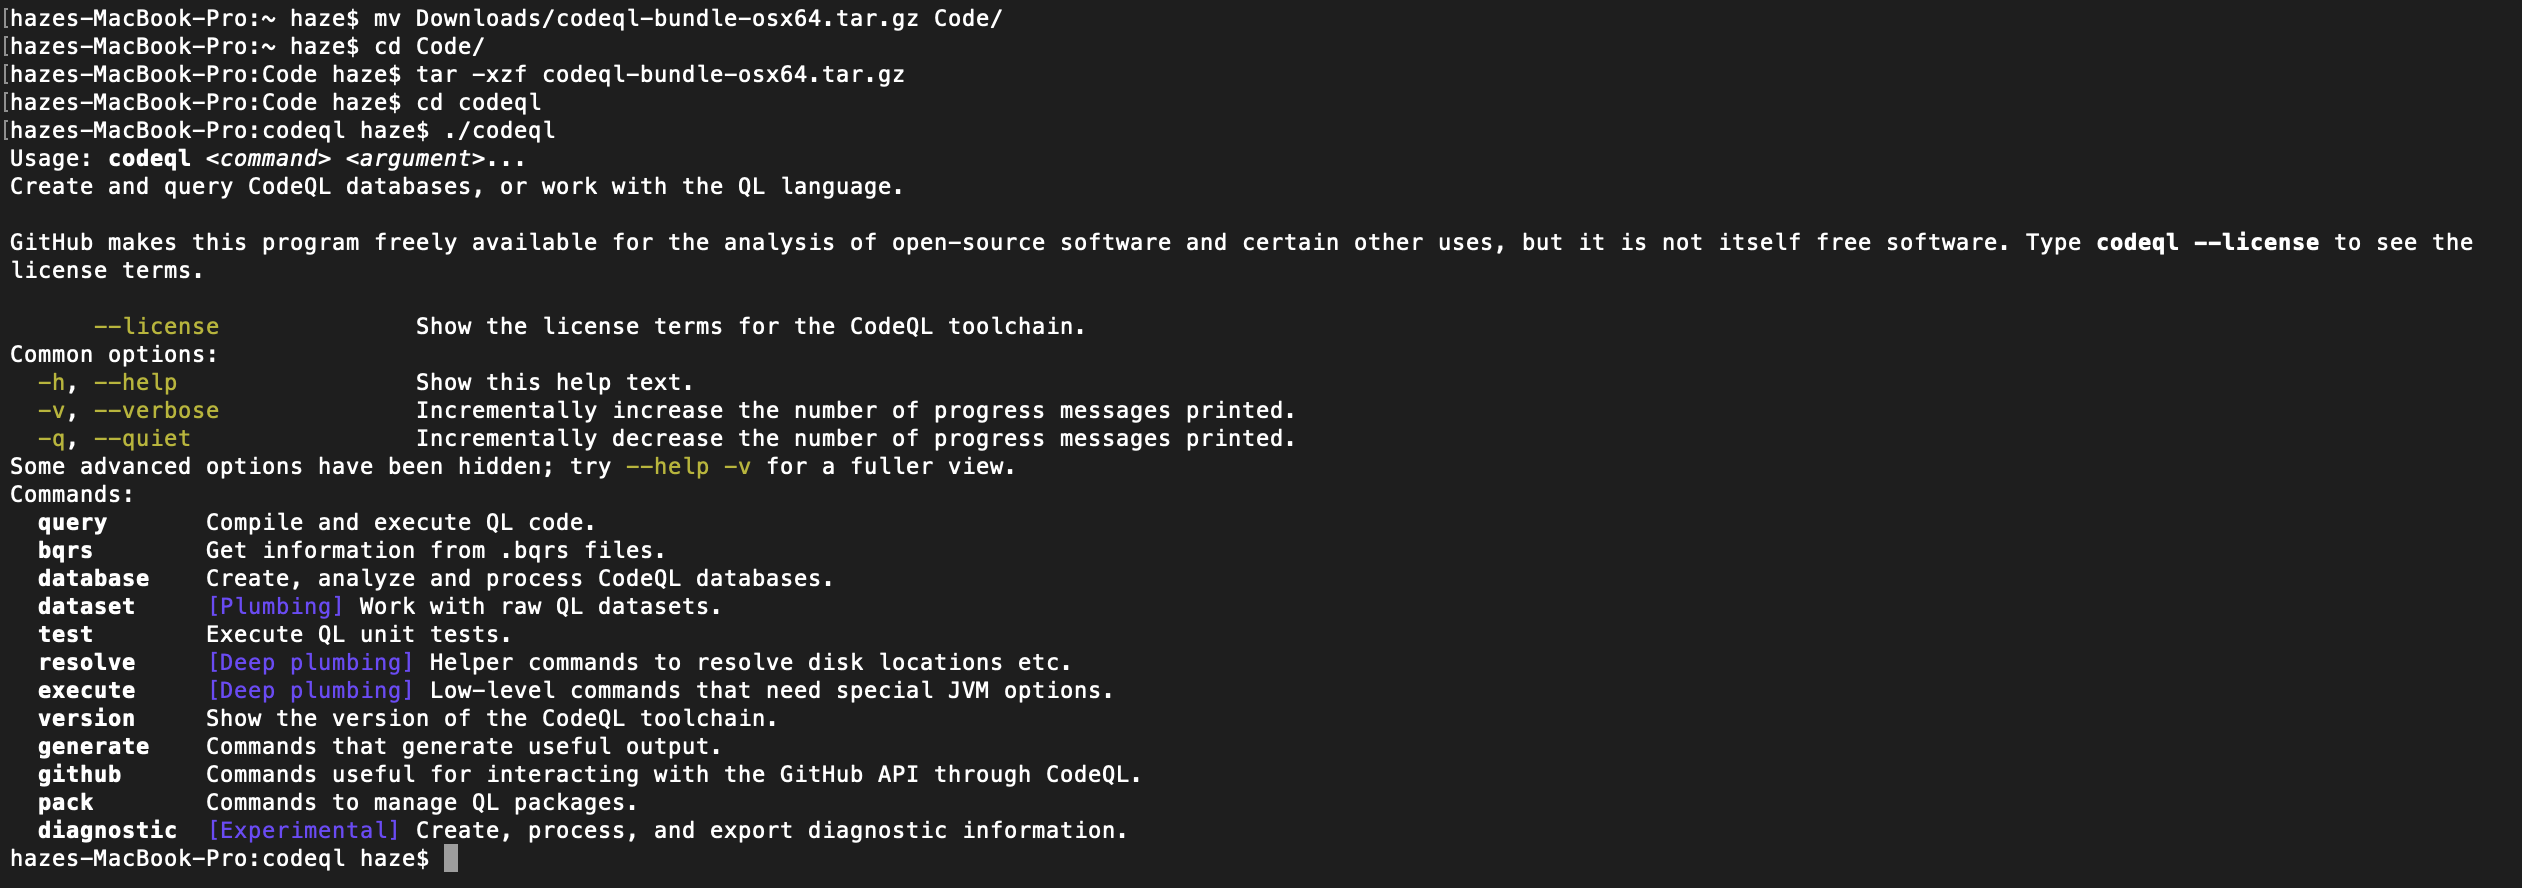 [hazes-MacBook-Pro:~ haze$ mv Downloads/codeql-bundle-osx64.tar.gz Code/
[hazes-MacBook-Pro:~ haze$ cd Code/
[hazes-MacBook-Pro:Code haze$ tar -xzf codeql-bundle-osx64.tar.gz
[hazes-MacBook-Pro:Code haze$ cd codeql
[hazes-MacBook-Pro:codeql haze$ ./codeql
Usage: codeql <command> <argument>...
Create and query CodeQL databases, or work with the QL language.

GitHub makes this program freely available for the analysis of open-source software and certain other uses, but it is not itself free software. Type codeql --license to see the
license terms.

      --license              Show the license terms for the CodeQL toolchain.
Common options:
  -h, --help                 Show this help text.
  -v, --verbose              Incrementally increase the number of progress messages printed.
  -q, --quiet                Incrementally decrease the number of progress messages printed.
Some advanced options have been hidden; try --help -v for a fuller view.
Commands:
  query       Compile and execute QL code.
  bqrs        Get information from .bqrs files.
  database    Create, analyze and process CodeQL databases.
  dataset     [Plumbing] Work with raw QL datasets.
  test        Execute QL unit tests.
  resolve     [Deep plumbing] Helper commands to resolve disk locations etc.
  execute     [Deep plumbing] Low-level commands that need special JVM options.
  version     Show the version of the CodeQL toolchain.
  generate    Commands that generate useful output.
  github      Commands useful for interacting with the GitHub API through CodeQL.
  pack        Commands to manage QL packages.
  diagnostic  [Experimental] Create, process, and export diagnostic information.
hazes-MacBook-Pro:codeql haze$